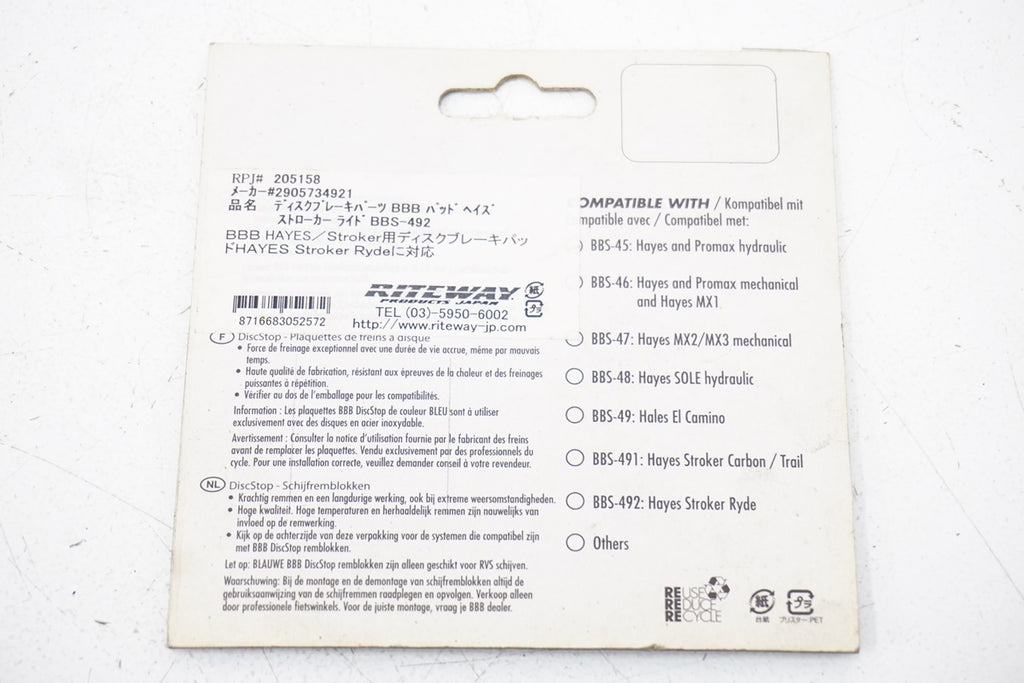 RPJ# 205158
メーカー#2905734921
品名 ディスクブレーキパーツ BBB パッド ヘイズ
ストローカー ライド BBS-492
BBB HAYES／Stroker用ディスクブレーキパッ
ドHAYES Stroker Rydeに対応
8716683052572
RITEWAY
PRODUCTS JAPAN
紙
プラ
TEL (03)-5950-6002
http://www.riteway-jp.com
F DiscStop - Plaquettes de freins à disque
• Force de freinage exceptionnel avec une durée de vie accrue, même par mauvais
temps.
• Haute qualité de fabrication, résistant aux épreuves de la chaleur et des freinages
puissantes à répétition.
• Vérifier au dos de l'emballage pour les compatibilités.
Information : Les plaquettes BBB DiscStop de couleur BLEU sont à utiliser
exclusivement avec des disques en acier inoxydable.
Avertissement : Consulter la notice d'utilisation fournie par le fabricant des freins
avant de remplacer les plaquettes. Vendu exclusivement par des professionnels du
cycle. Pour une installation correcte, veuillez demander conseil à votre revendeur.
NL DiscStop - Schijfremblokken
• Krachtig remmen en een langdurige werking, ook bij extreme weersomstandigheden.
• Hoge kwaliteit. Hoge temperaturen en herhaaldelijk remmen zijn nauwelijks van
invloed op de remwerking.
• Kijk op de achterzijde van deze verpakking voor de systemen die compatibel zijn
met BBB DiscStop remblokken.
Let op: BLAUWE BBB DiscStop remblokken zijn alleen geschikt voor RVS schijven.
Waarschuwing: Bij de montage en de demontage van schijfremblokken altijd de
gebruiksaanwijzing van de schijfremmen raadplegen en opvolgen. Verkoop alleen
door professionele fietswinkels. Voor de juiste montage, vraag je BBB dealer.
OMPATIBLE WITH / Kompatibel mit
mpatible avec / Compatibel met:
BBS-45: Hayes and Promax hydraulic
BBS-46: Hayes and Promax mechanical
and Hayes MX1
BBS-47: Hayes MX2/MX3 mechanical
BBS-48: Hayes SOLE hydraulic
BBS-49: Hales El Camino
BBS-491: Hayes Stroker Carbon / Trail
BBS-492: Hayes Stroker Ryde
Others
REUSE
REDUCE
RECYCLE
紙
台紙
プラ
ブリスター:PET